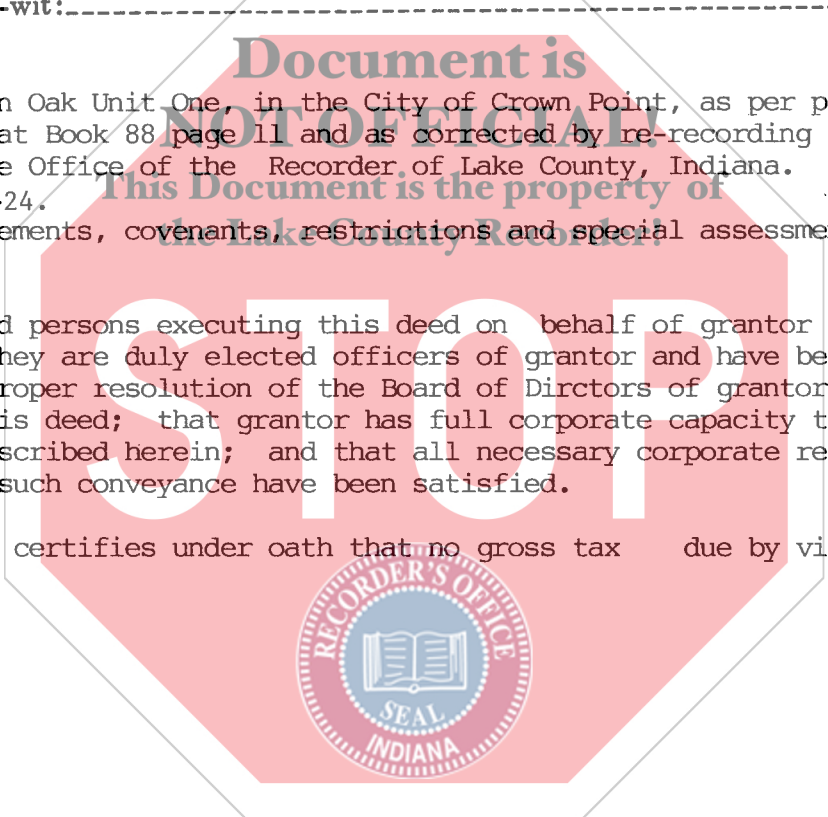 -wit:
Document is
n Oak Unit One, in the City of Crown Point, as per p
NOT OFFICIAL!
at Book 88 page 11 and as corrected by re-recording
e Office of the Recorder of Lake County, Indiana.
This Document is the property of
-24.
the Lake County Recorder!
ements, covenants, restrictions and special assessme
STOP
d persons executing this deed on behalf of grantor
hey are duly elected officers of grantor and have be
roper resolution of the Board of Dirctors of grantor
is deed; that grantor has full corporate capacity t
scribed herein; and that all necessary corporate re
such conveyance have been satisfied.
certifies under oath that no gross tax due by vi
RECORDER'S OFFICE
SEAL
INDIANA